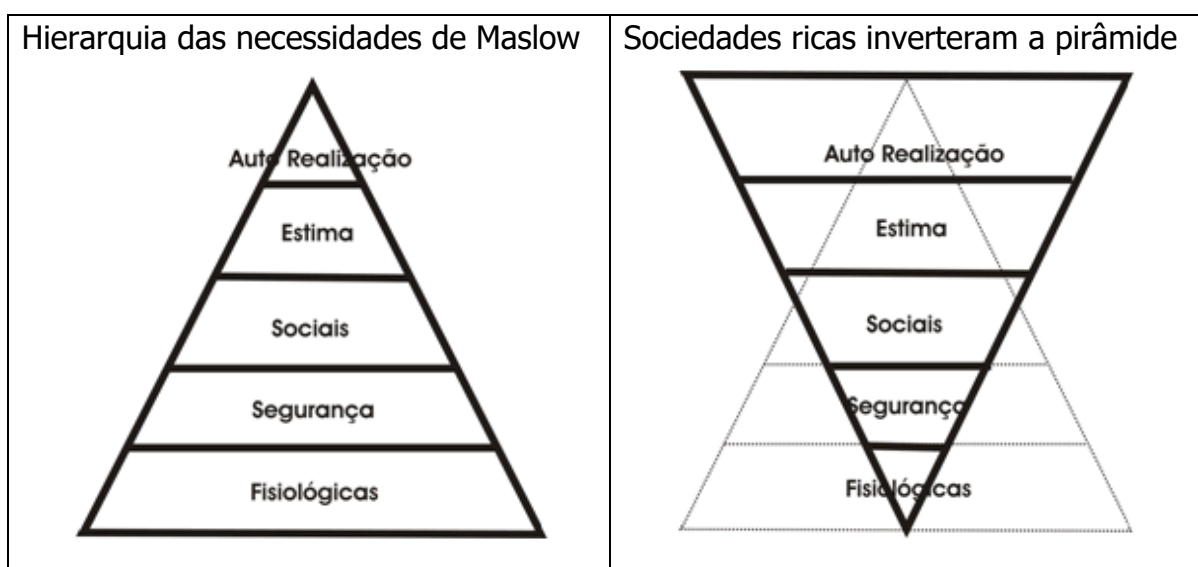 Hierarquia das necessidades de Maslow
Auto Realização
Estima
Sociais
Segurança
Fisiológicas
Sociedades ricas inverteram a pirâmide
Auto Realização
Estima
Sociais
Segurança
Fisiológicas